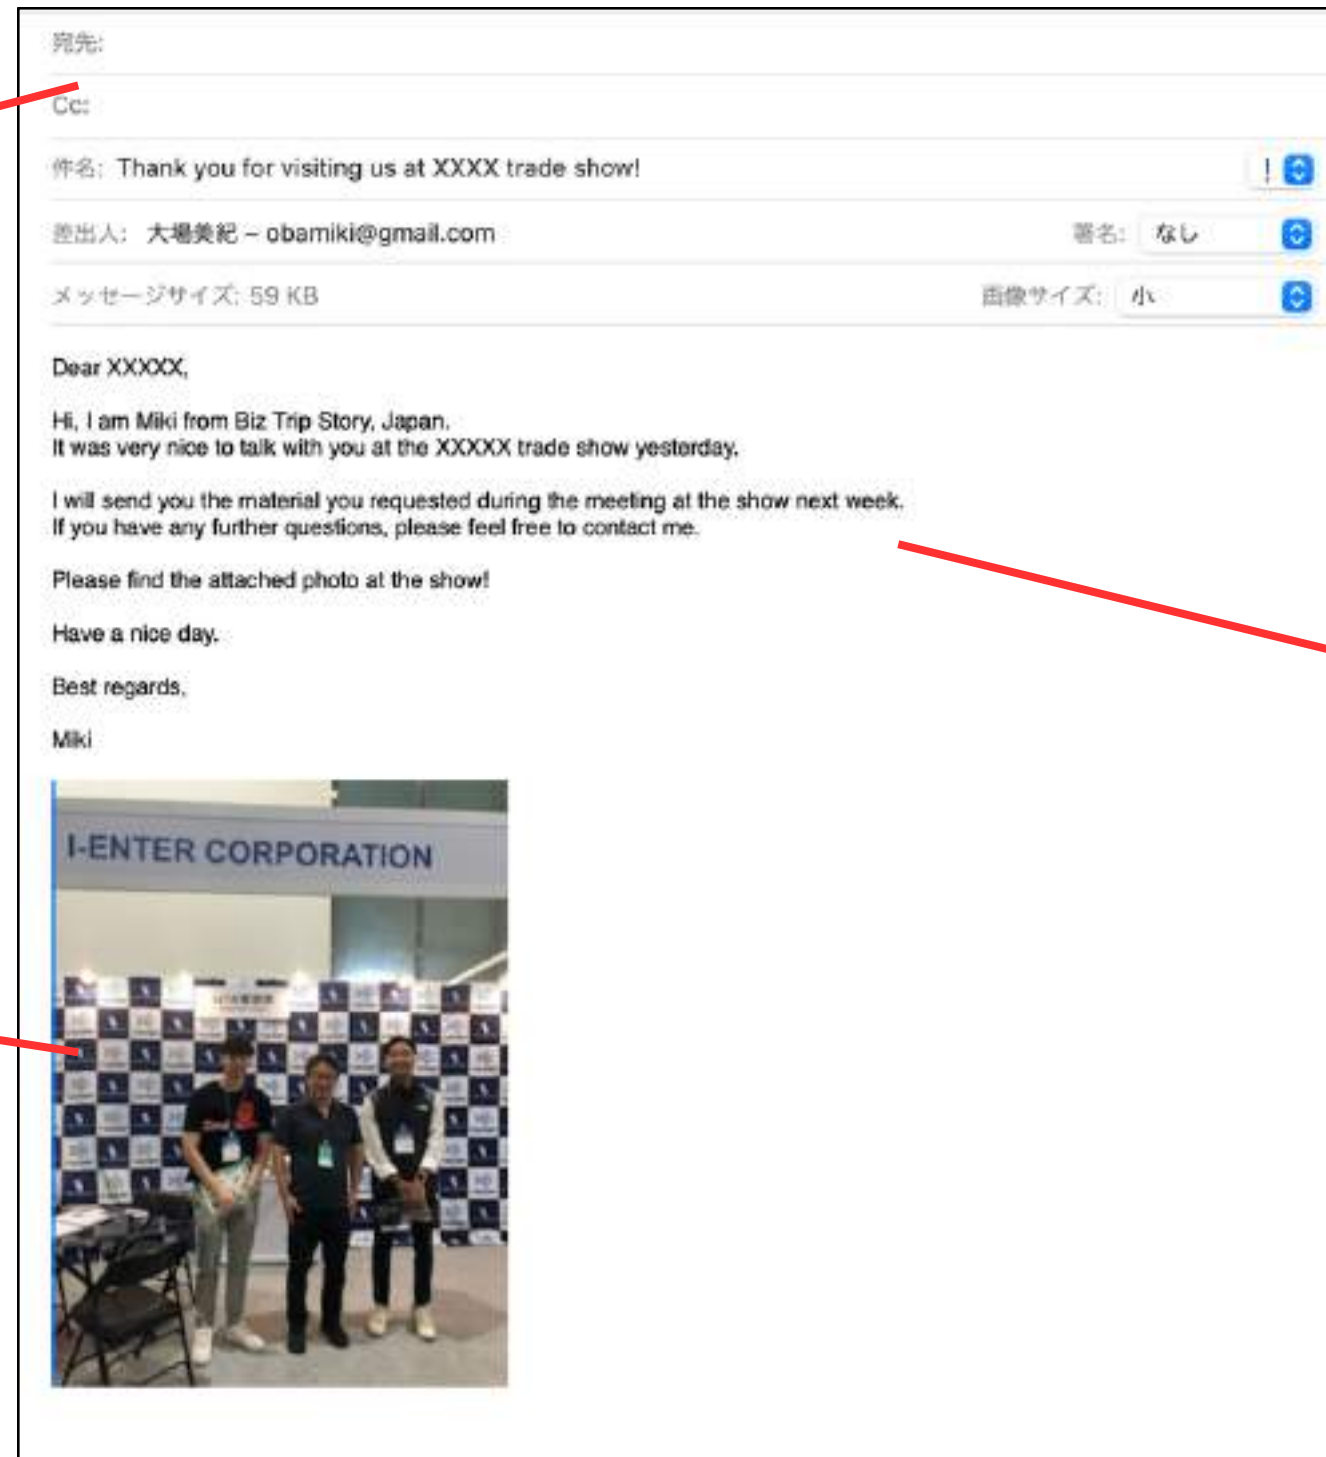 宛先:
Cc:
件名: Thank you for visiting us at XXXX trade show!
!
差出人: 大場美紀 – obamiki@gmail.com
署名: なし
メッセージサイズ: 59 KB
画像サイズ: 小
Dear XXXXX,
Hi, I am Miki from Biz Trip Story, Japan.
It was very nice to talk with you at the XXXXX trade show yesterday.
I will send you the material you requested during the meeting at the show next week.
If you have any further questions, please feel free to contact me.
Please find the attached photo at the show!
Have a nice day.
Best regards,
Miki
I-ENTER CORPORATION